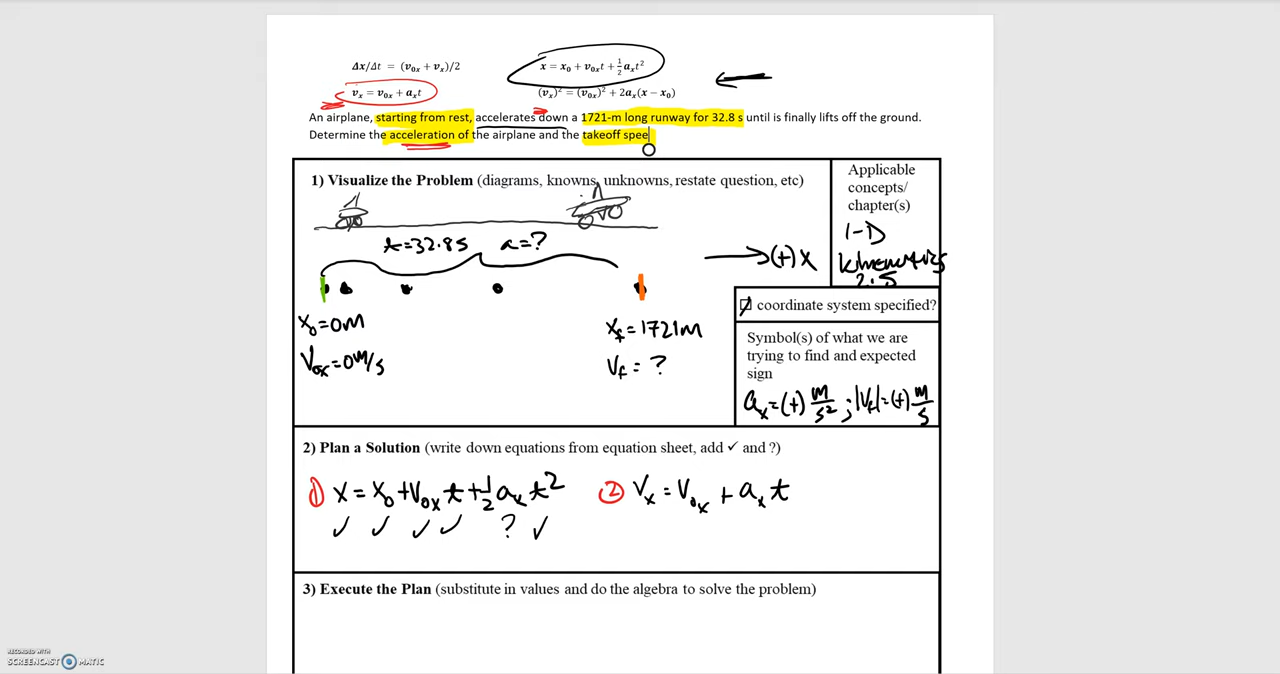 Δx/Δt = (v₀ₓ + vₓ)/2
x = x₀ + v₀ₓt + ½aₓt²
vₓ = v₀ₓ + aₓt
(vₓ)² = (v₀ₓ)² + 2aₓ(x − x₀)
An airplane, starting from rest, accelerates down a 1721-m long runway for 32.8 s until is finally lifts off the ground.
Determine the acceleration of the airplane and the takeoff spee
1) Visualize the Problem (diagrams, knowns, unknowns, restate question, etc)
t=32.8s a=?
→(+) x
x₀=0m
v₀ₓ=0m/s
x_f=1721m
v_f = ?
Applicable
concepts/
chapter(s)
1-D
kinematics
2.5
☑ coordinate system specified?
Symbol(s) of what we are
trying to find and expected
sign
aₓ=(+) m/s² ; |v_f|=(+) m/s
2) Plan a Solution (write down equations from equation sheet, add ✓ and ?)
① x = x₀+v₀ₓ t+½ aₓ t² ② vₓ = v₀ₓ + aₓ t
✓ ✓ ✓ ✓ ? ✓
3) Execute the Plan (substitute in values and do the algebra to solve the problem)
RECORDED WITH
SCREENCAST MATIC